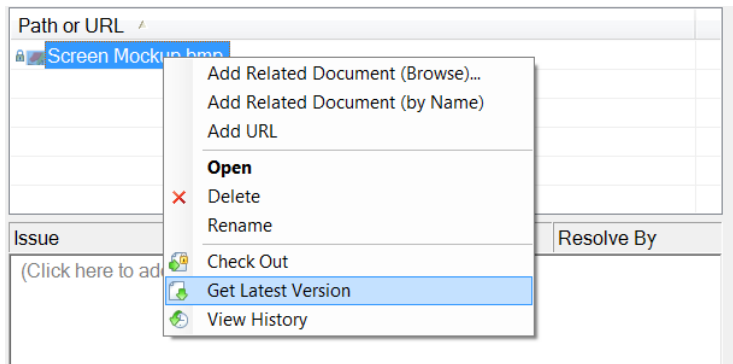 Path or URL
Screen Mockup.bmp
Add Related Document (Browse)...
Add Related Document (by Name)
Add URL
Open
Delete
Rename
Issue
Resolve By
Check Out
(Click here to ad
Get Latest Version
View History